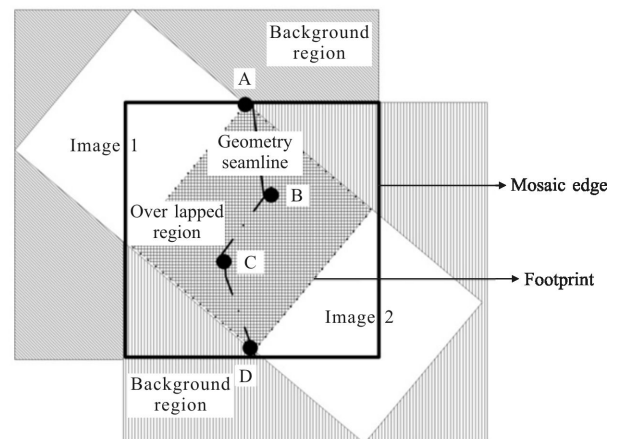 Background
region
A
Image 1
Geometry
seamline
Mosaic edge
B
Over lapped
region
C
Footprint
Image 2
D
Background
region